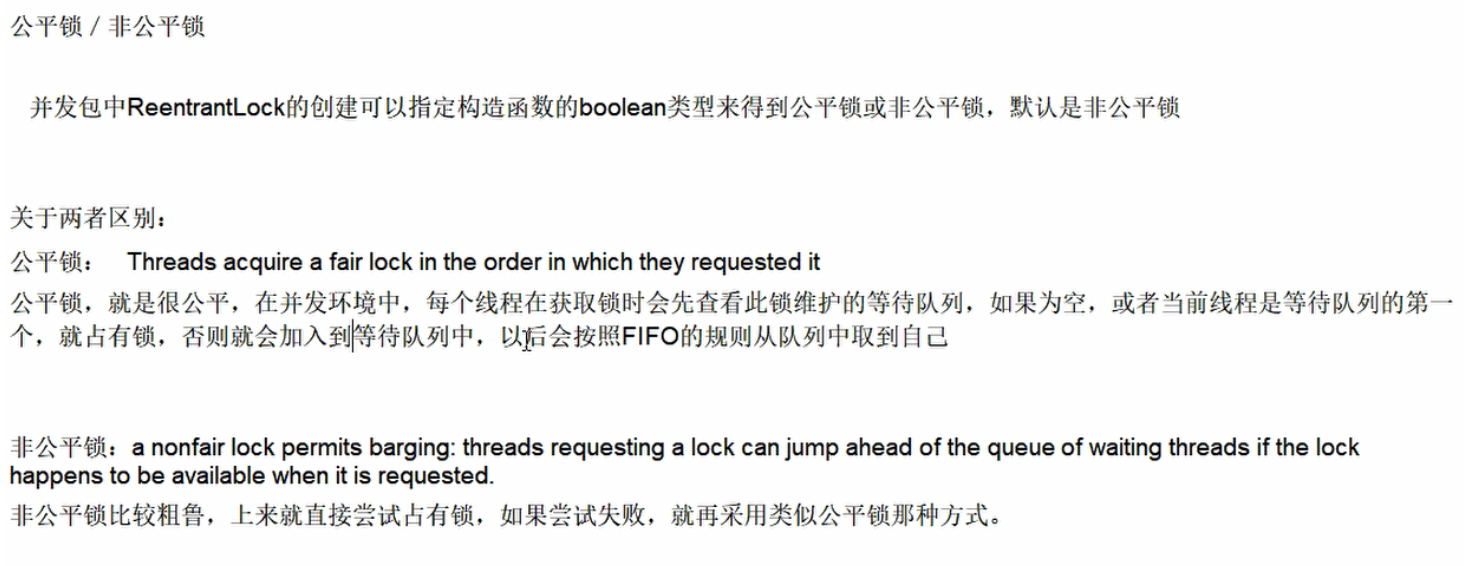 公平锁 / 非公平锁
并发包中ReentrantLock的创建可以指定构造函数的boolean类型来得到公平锁或非公平锁，默认是非公平锁
关于两者区别：
公平锁： Threads acquire a fair lock in the order in which they requested it
公平锁，就是很公平，在并发环境中，每个线程在获取锁时会先查看此锁维护的等待队列，如果为空，或者当前线程是等待队列的第一
个，就占有锁，否则就会加入到等待队列中，以后会按照FIFO的规则从队列中取到自己
非公平锁：a nonfair lock permits barging: threads requesting a lock can jump ahead of the queue of waiting threads if the lock
happens to be available when it is requested.
非公平锁比较粗鲁，上来就直接尝试占有锁，如果尝试失败，就再采用类似公平锁那种方式。